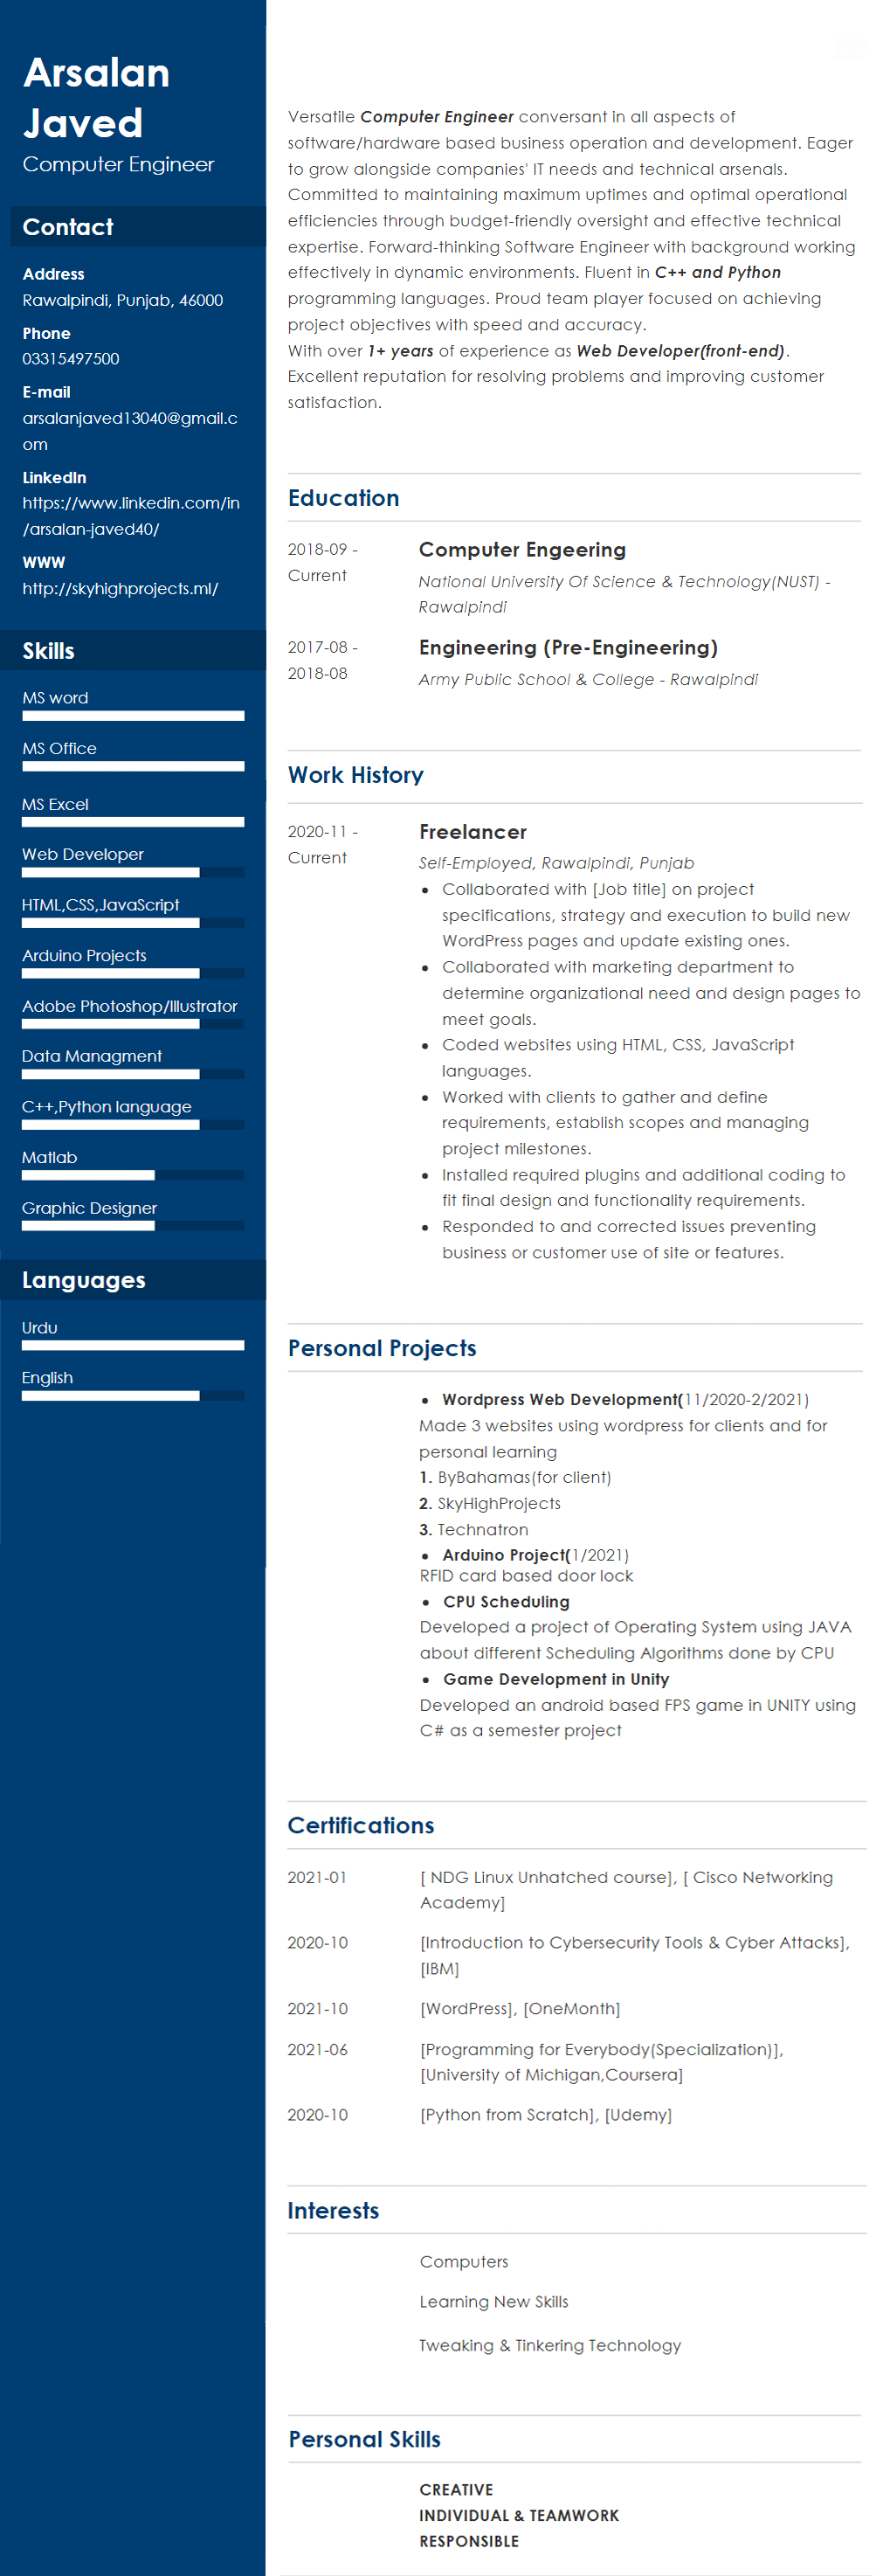 Arsalan
Javed
Computer Engineer
Contact
Address
Rawalpindi, Punjab, 46000
Phone
03315497500
E-mail
arsalanjaved13040@gmail.c
om
LinkedIn
https://www.linkedin.com/in
/arsalan-javed40/
WWW
http://skyhighprojects.ml/
Skills
MS word
MS Office
MS Excel
Web Developer
HTML,CSS,JavaScript
Arduino Projects
Adobe Photoshop/Illustrator
Data Managment
C++,Python language
Matlab
Graphic Designer
Languages
Urdu
English
Versatile Computer Engineer conversant in all aspects of
software/hardware based business operation and development. Eager
to grow alongside companies' IT needs and technical arsenals.
Committed to maintaining maximum uptimes and optimal operational
efficiencies through budget-friendly oversight and effective technical
expertise. Forward-thinking Software Engineer with background working
effectively in dynamic environments. Fluent in C++ and Python
programming languages. Proud team player focused on achieving
project objectives with speed and accuracy.
With over 1+ years of experience as Web Developer(front-end).
Excellent reputation for resolving problems and improving customer
satisfaction.
Education
2018-09 -
Current
Computer Engeering
National University Of Science & Technology(NUST) -
Rawalpindi
2017-08 -
2018-08
Engineering (Pre-Engineering)
Army Public School & College - Rawalpindi
Work History
2020-11 -
Current
Freelancer
Self-Employed, Rawalpindi, Punjab
• Collaborated with [Job title] on project
specifications, strategy and execution to build new
WordPress pages and update existing ones.
• Collaborated with marketing department to
determine organizational need and design pages to
meet goals.
• Coded websites using HTML, CSS, JavaScript
languages.
• Worked with clients to gather and define
requirements, establish scopes and managing
project milestones.
• Installed required plugins and additional coding to
fit final design and functionality requirements.
• Responded to and corrected issues preventing
business or customer use of site or features.
Personal Projects
• Wordpress Web Development(11/2020-2/2021)
Made 3 websites using wordpress for clients and for
personal learning
1. ByBahamas(for client)
2. SkyHighProjects
3. Technatron
• Arduino Project(1/2021)
RFID card based door lock
• CPU Scheduling
Developed a project of Operating System using JAVA
about different Scheduling Algorithms done by CPU
• Game Development in Unity
Developed an android based FPS game in UNITY using
C# as a semester project
Certifications
2021-01
[ NDG Linux Unhatched course], [ Cisco Networking
Academy]
2020-10
[Introduction to Cybersecurity Tools & Cyber Attacks],
[IBM]
2021-10
[WordPress], [OneMonth]
2021-06
[Programming for Everybody(Specialization)],
[University of Michigan,Coursera]
2020-10
[Python from Scratch], [Udemy]
Interests
Computers
Learning New Skills
Tweaking & Tinkering Technology
Personal Skills
CREATIVE
INDIVIDUAL & TEAMWORK
RESPONSIBLE